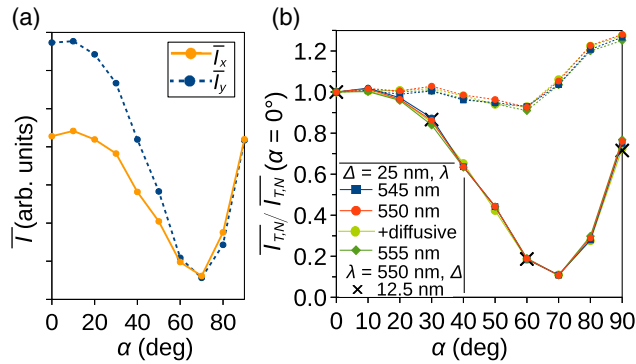 (a)
I̅x
I̅y
I̅ (arb. units)
0 20 40 60 80
α (deg)
(b)
1.2
1.0
0.8
0.6
0.4
0.2
0.0
I̅T,N/ I̅T,N (α = 0°)
Δ = 25 nm, λ
545 nm
550 nm
+diffusive
555 nm
λ = 550 nm, Δ
12.5 nm
0 10 20 30 40 50 60 70 80 90
α (deg)